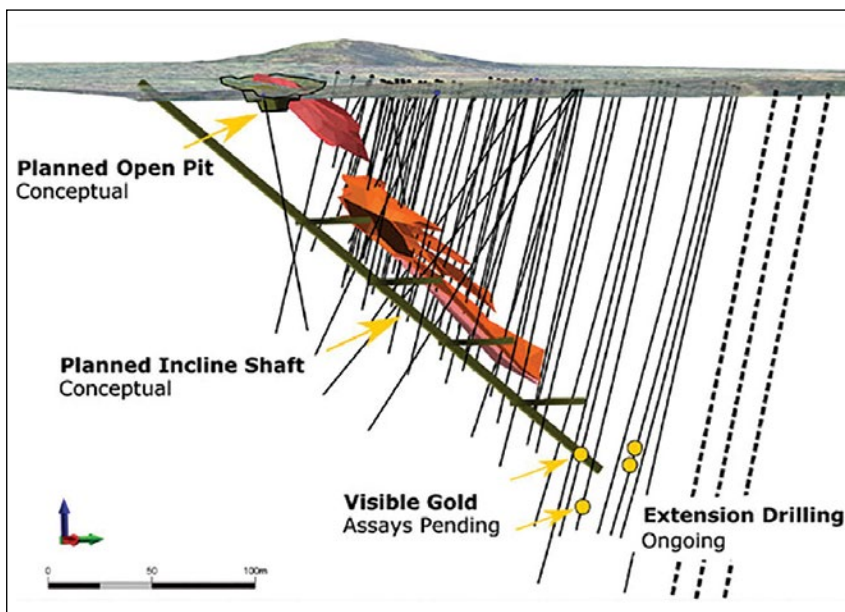 Planned Open Pit
Conceptual
Planned Incline Shaft
Conceptual
Visible Gold
Assays Pending
Extension Drilling
Ongoing
0 50 100m